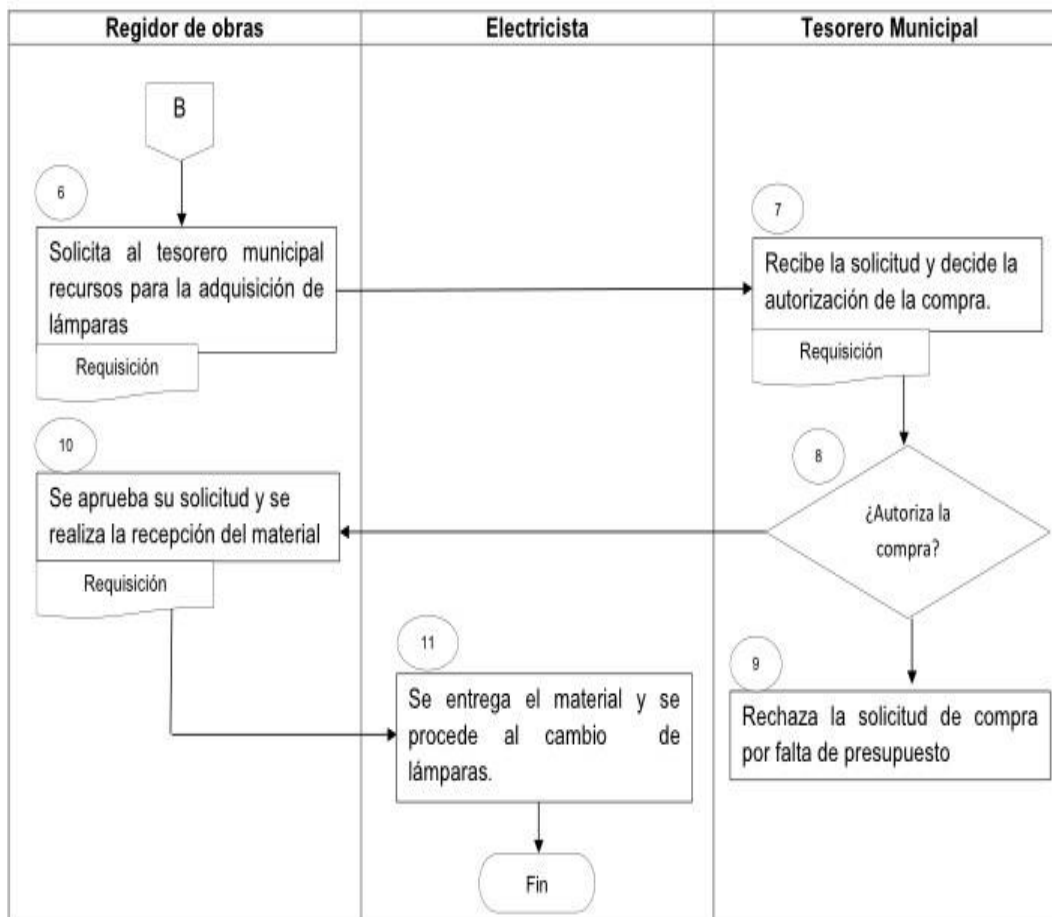 Regidor de obras
Electricista
Tesorero Municipal
B
6
Solicita al tesorero municipal
recursos para la adquisición de
lámparas
Requisición
7
Recibe la solicitud y decide la
autorización de la compra.
Requisición
8
¿Autoriza la
compra?
9
Rechaza la solicitud de compra
por falta de presupuesto
10
Se aprueba su solicitud y se
realiza la recepción del material
Requisición
11
Se entrega el material y se
procede al cambio de
lámparas.
Fin